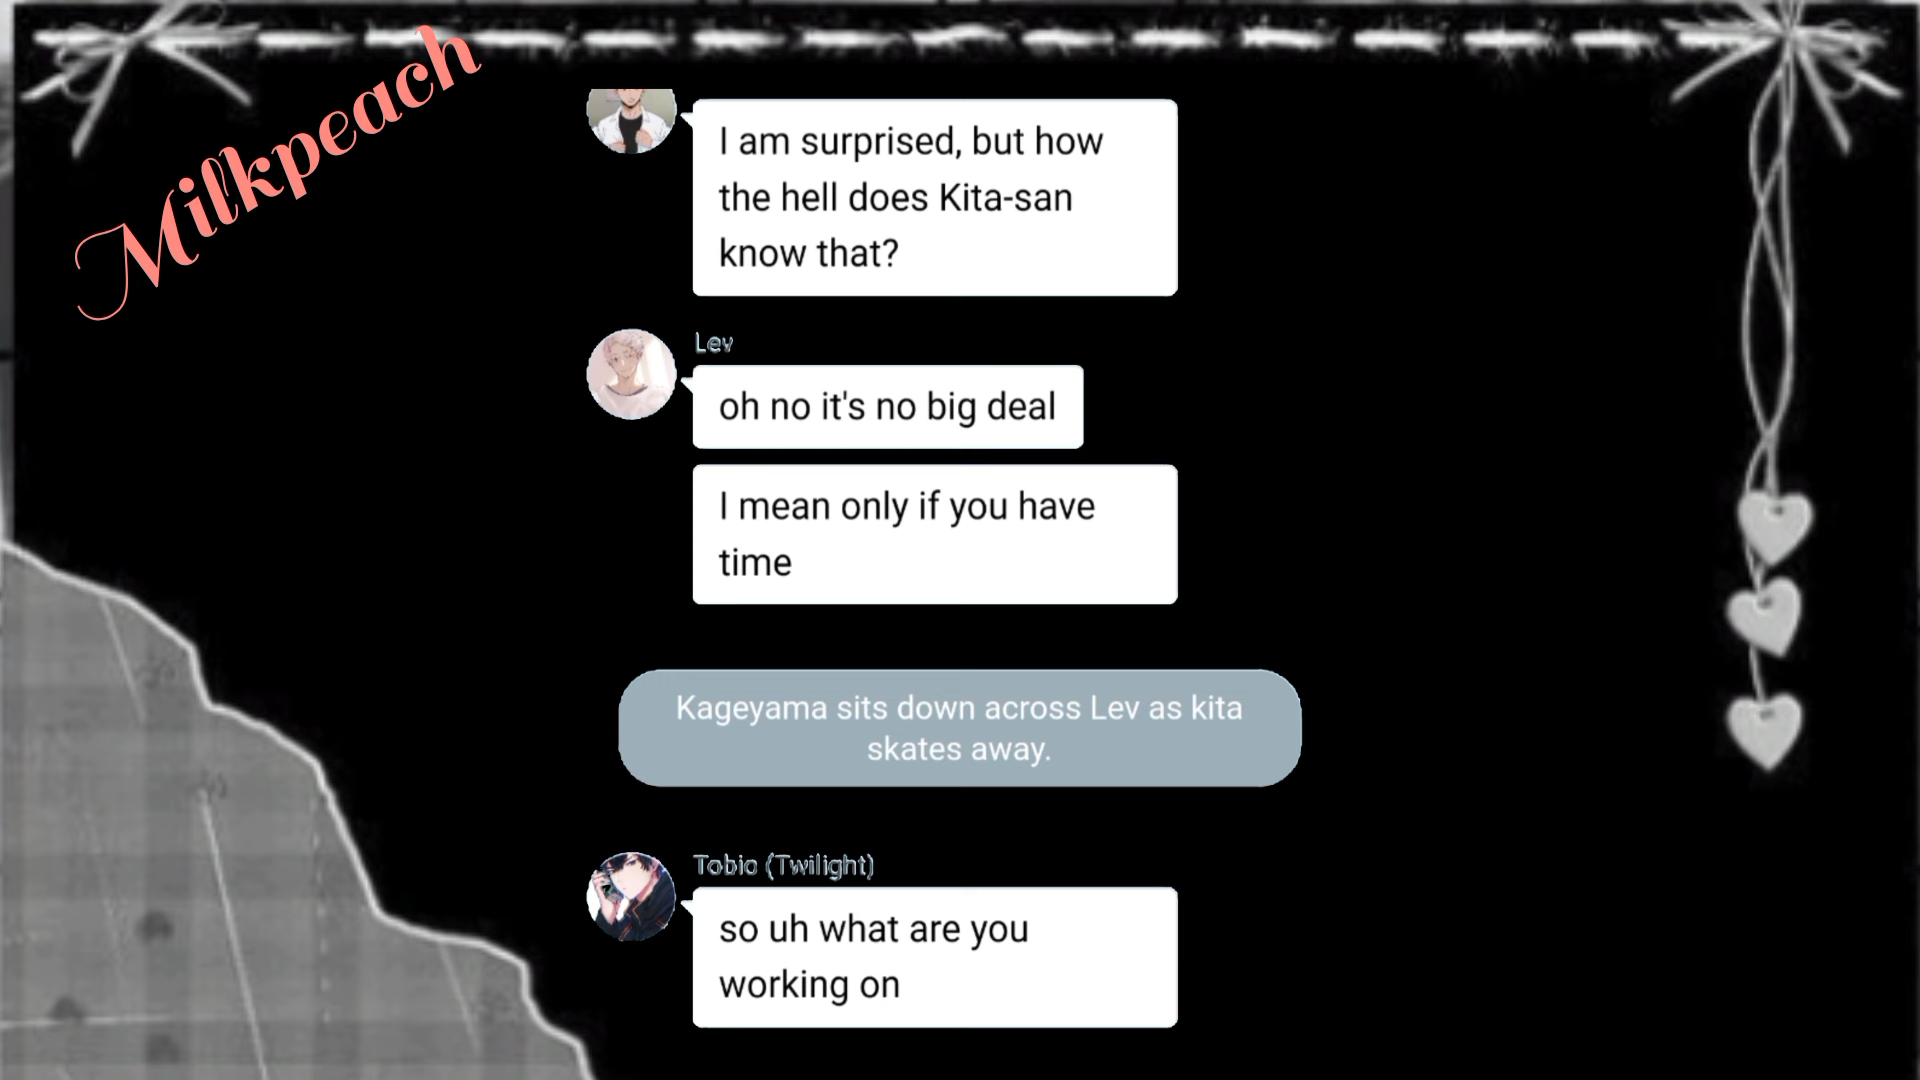 Milkpeach
I am surprised, but how
the hell does Kita-san
know that?
Lev
oh no it's no big deal
I mean only if you have
time
Kageyama sits down across Lev as kita
skates away.
Tobio (Twilight)
so uh what are you
working on